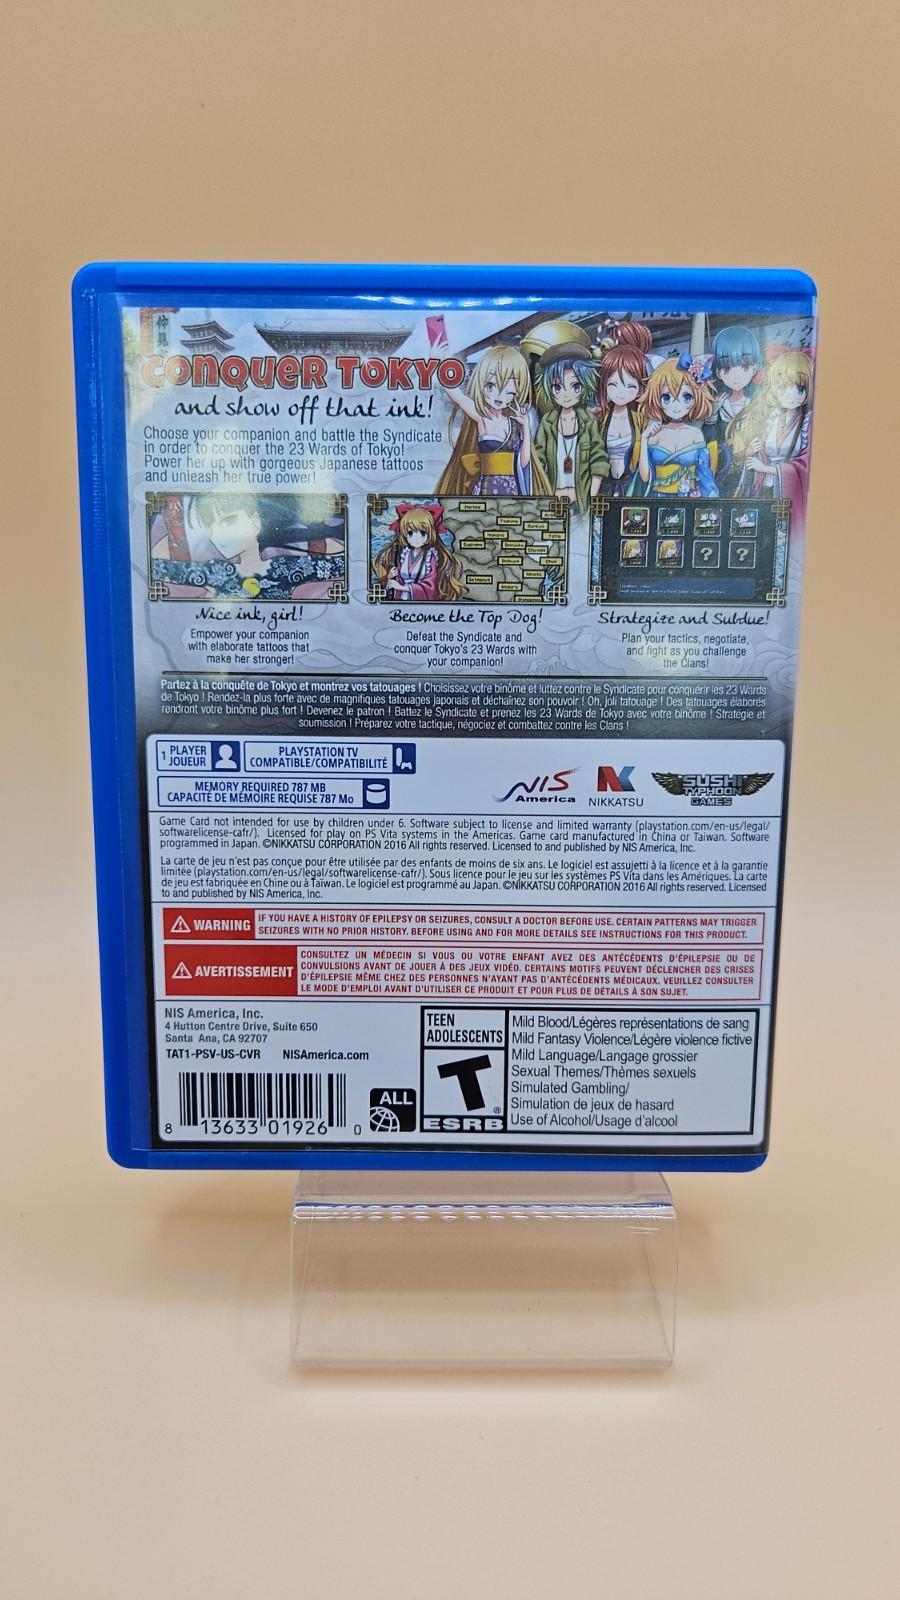 CONQUER TOKYO
and show off that ink!
Choose your companion and battle the Syndicate
in order to conquer the 23 Wards of Tokyo!
Power her up with gorgeous Japanese tattoos
and unleash her true power!
Nice ink, girl!
Empower your companion
with elaborate tattoos that
make her stronger!
Become the Top Dog!
Defeat the Syndicate and
conquer Tokyo's 23 Wards with
your companion!
Strategize and Subdue!
Plan your tactics, negotiate,
and fight as you challenge
the Clans!
Partez à la conquête de Tokyo et montrez vos tatouages ! Choisissez votre binôme et luttez contre le Syndicate pour conquérir les 23 Wards
de Tokyo ! Rendez-la plus forte avec de magnifiques tatouages japonais et déchaînez son pouvoir ! Oh, joli tatouage ! Des tatouages élaborés
rendront votre binôme plus fort ! Devenez le patron ! Battez le Syndicate et prenez les 23 Wards de Tokyo avec votre binôme ! Stratégie et
soumission ! Préparez votre tactique, négociez et combattez contre les Clans !
1 PLAYER
JOUEUR
PLAYSTATION TV
COMPATIBLE/COMPATIBILITÉ
MEMORY REQUIRED 787 MB
CAPACITÉ DE MÉMOIRE REQUISE 787 Mo
NIS
America
NIKKATSU
SUSHI
TYPHOON
GAMES
Game Card not intended for use by children under 6. Software subject to license and limited warranty (playstation.com/en-us/legal/
softwarelicense-cafr/). Licensed for play on PS Vita systems in the Americas. Game card manufactured in China or Taiwan. Software
programmed in Japan. ©NIKKATSU CORPORATION 2016 All rights reserved. Licensed to and published by NIS America, Inc.
La carte de jeu n'est pas conçue pour être utilisée par des enfants de moins de six ans. Le logiciel est assujetti à la licence et à la garantie
limitée (playstation.com/en-us/legal/softwarelicense-cafr/). Sous licence pour le jeu sur les systèmes PS Vita dans les Amériques. La carte
de jeu est fabriquée en Chine ou à Taiwan. Le logiciel est programmé au Japon. ©NIKKATSU CORPORATION 2016 All rights reserved. Licensed
to and published by NIS America, Inc.
WARNING
IF YOU HAVE A HISTORY OF EPILEPSY OR SEIZURES, CONSULT A DOCTOR BEFORE USE. CERTAIN PATTERNS MAY TRIGGER
SEIZURES WITH NO PRIOR HISTORY. BEFORE USING AND FOR MORE DETAILS SEE INSTRUCTIONS FOR THIS PRODUCT.
AVERTISSEMENT
CONSULTEZ UN MÉDECIN SI VOUS OU VOTRE ENFANT AVEZ DES ANTÉCÉDENTS D'ÉPILEPSIE OU DE
CONVULSIONS AVANT DE JOUER À DES JEUX VIDÉO. CERTAINS MOTIFS PEUVENT DÉCLENCHER DES CRISES
D'ÉPILEPSIE MÊME CHEZ DES PERSONNES N'AYANT PAS D'ANTÉCÉDENTS MÉDICAUX. VEUILLEZ CONSULTER
LE MODE D'EMPLOI AVANT D'UTILISER CE PRODUIT ET POUR PLUS DE DÉTAILS À SON SUJET.
NIS America, Inc.
4 Hutton Centre Drive, Suite 650
Santa Ana, CA 92707
TAT1-PSV-US-CVR NISAmerica.com
8 13633 01926 0
ALL
TEEN
ADOLESCENTS
T
®
ESRB
Mild Blood/Légères représentations de sang
Mild Fantasy Violence/Légère violence fictive
Mild Language/Langage grossier
Sexual Themes/Thèmes sexuels
Simulated Gambling/
Simulation de jeux de hasard
Use of Alcohol/Usage d'alcool